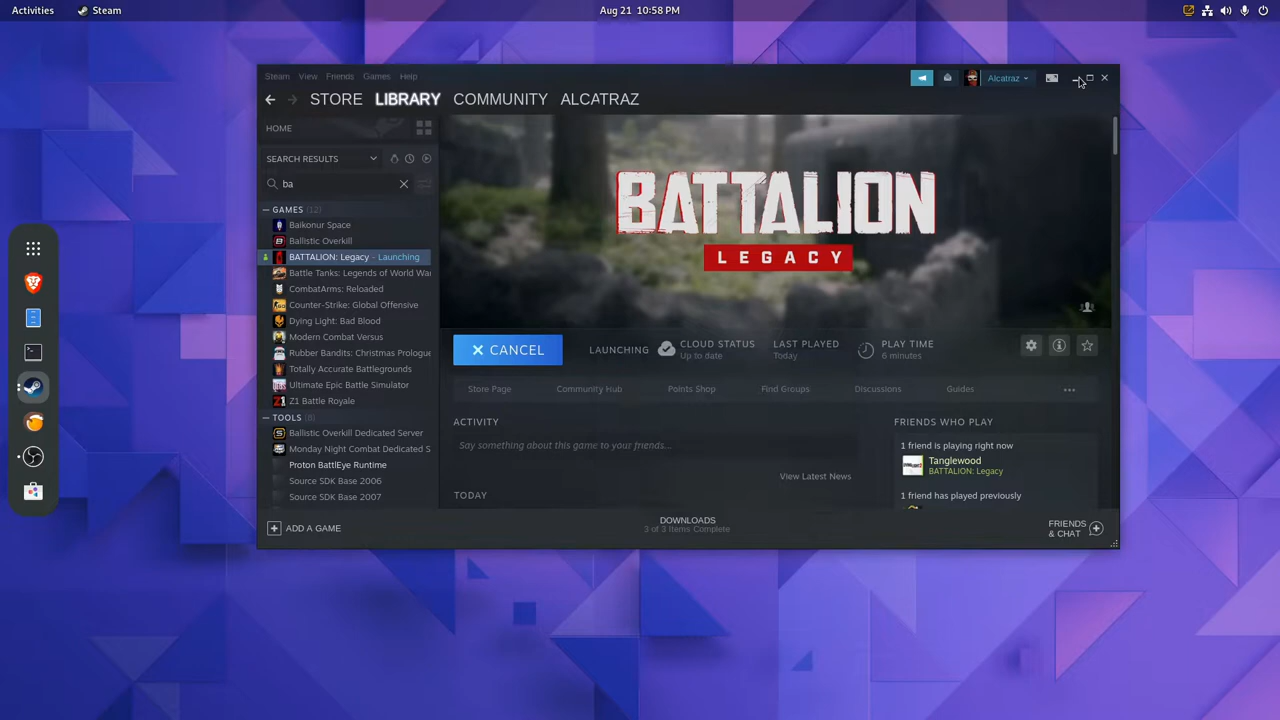 Activities
Steam
Aug 21 10:58 PM
Steam View Friends Games Help
Alcatraz
STORE LIBRARY COMMUNITY ALCATRAZ
HOME
SEARCH RESULTS
ba
GAMES (12)
Baikonur Space
Ballistic Overkill
BATTALION: Legacy - Launching
Battle Tanks: Legends of World War
CombatArms: Reloaded
Counter-Strike: Global Offensive
Dying Light: Bad Blood
Modern Combat Versus
Rubber Bandits: Christmas Prologue
Totally Accurate Battlegrounds
Ultimate Epic Battle Simulator
Z1 Battle Royale
TOOLS (8)
Ballistic Overkill Dedicated Server
Monday Night Combat Dedicated S
Proton BattlEye Runtime
Source SDK Base 2006
Source SDK Base 2007
BATTALION
LEGACY
CANCEL
LAUNCHING
CLOUD STATUS
Up to date
LAST PLAYED
Today
PLAY TIME
6 minutes
Store Page Community Hub Points Shop Find Groups Discussions Guides
ACTIVITY
Say something about this game to your friends...
View Latest News
TODAY
FRIENDS WHO PLAY
1 friend is playing right now
Tanglewood
BATTALION: Legacy
1 friend has played previously
ADD A GAME
DOWNLOADS
3 of 3 Items Complete
FRIENDS
& CHAT